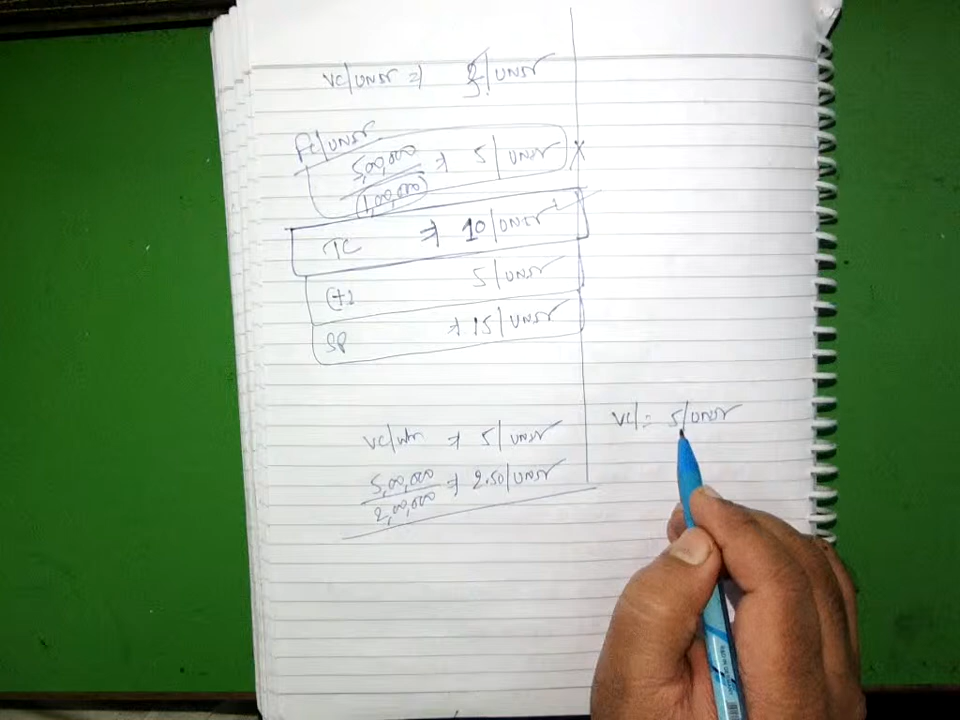 VC/Unit ⇒ 5/Unit
FC/Unit
5,00,000 / 1,00,000 ⇒ 5/Unit X
TC ⇒ 10/Unit
(+) 5/Unit
SP ⇒ 15/Unit
VC/ = 5/Unit
VC/Un ⇒ 5/Unit
5,00,000 / 2,00,000 ⇒ 2.50/Unit